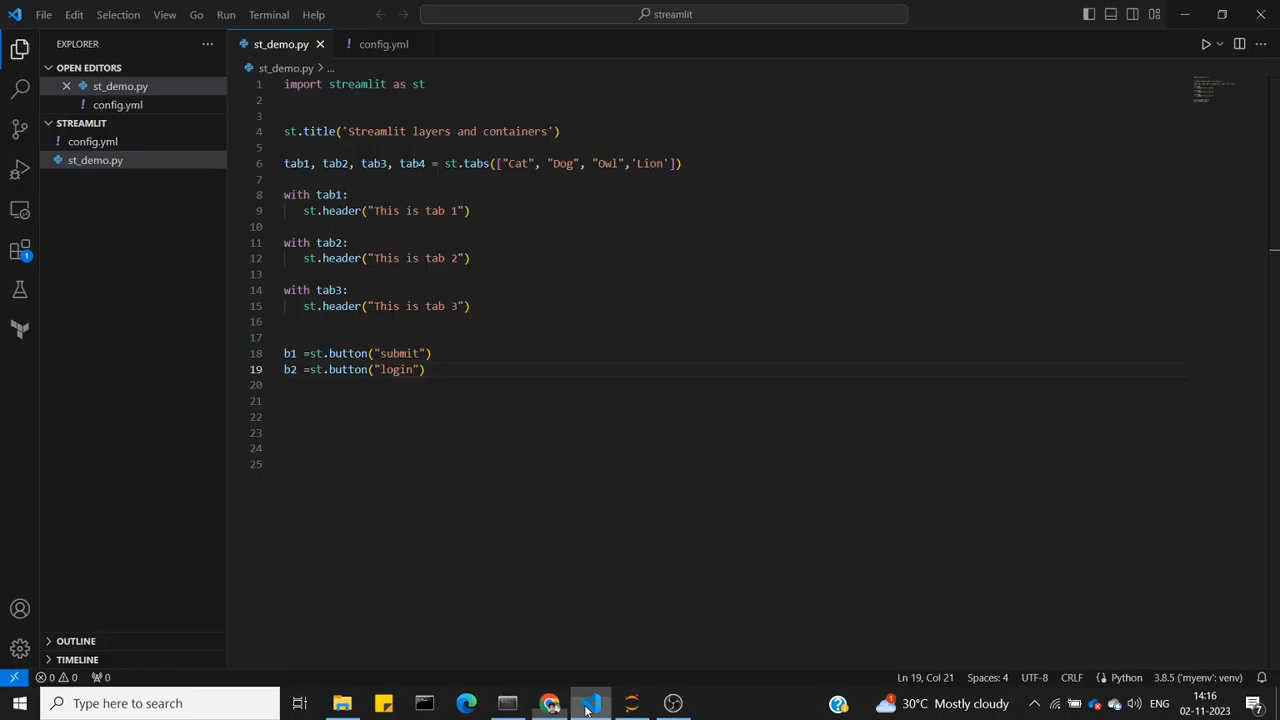 File Edit Selection View Go Run Terminal Help
streamlit
EXPLORER
st_demo.py
config.yml
OPEN EDITORS
st_demo.py > ...
st_demo.py
config.yml
STREAMLIT
config.yml
st_demo.py
1 import streamlit as st
2
3
4 st.title('Streamlit layers and containers')
5
6 tab1, tab2, tab3, tab4 = st.tabs(["Cat", "Dog", "Owl",'Lion'])
7
8 with tab1:
9 st.header("This is tab 1")
10
11 with tab2:
12 st.header("This is tab 2")
13
14 with tab3:
15 st.header("This is tab 3")
16
17
18 b1 =st.button("submit")
19 b2 =st.button("login")
20
21
22
23
24
25
1
OUTLINE
TIMELINE
0 0 0
Ln 19, Col 21 Spaces: 4 UTF-8 CRLF Python 3.8.5 ('myenv': venv)
Type here to search
30°C Mostly cloudy
ENG
14:16
02-11-2023
7